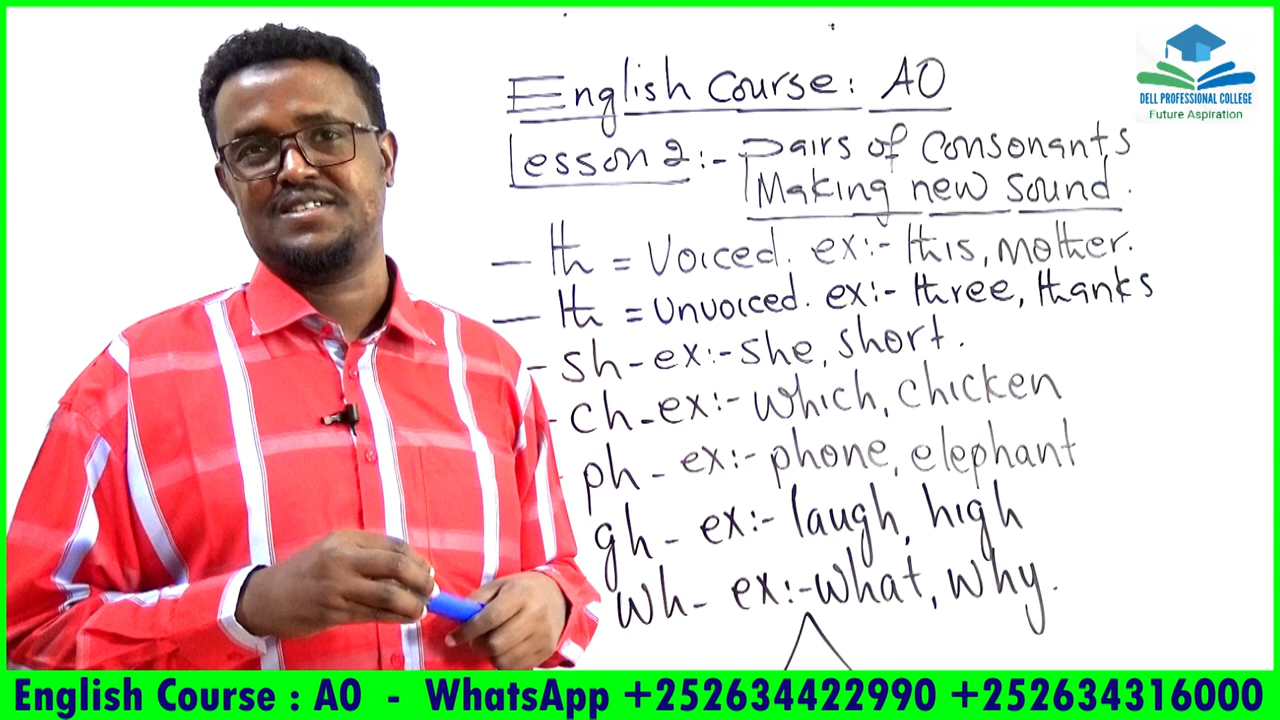 English Course: A0
Lesson 2:- Pairs of Consonants
Making new Sound.
- th = Voiced. ex:- this, mother.
- th = Unvoiced. ex:- three, thanks
- sh - ex:- she, short.
- ch - ex:- which, chicken
- ph - ex:- phone, elephant
gh - ex:- laugh, high
wh - ex:- what, why.
DELL PROFESSIONAL COLLEGE
Future Aspiration
English Course : A0 - WhatsApp +252634422990 +252634316000